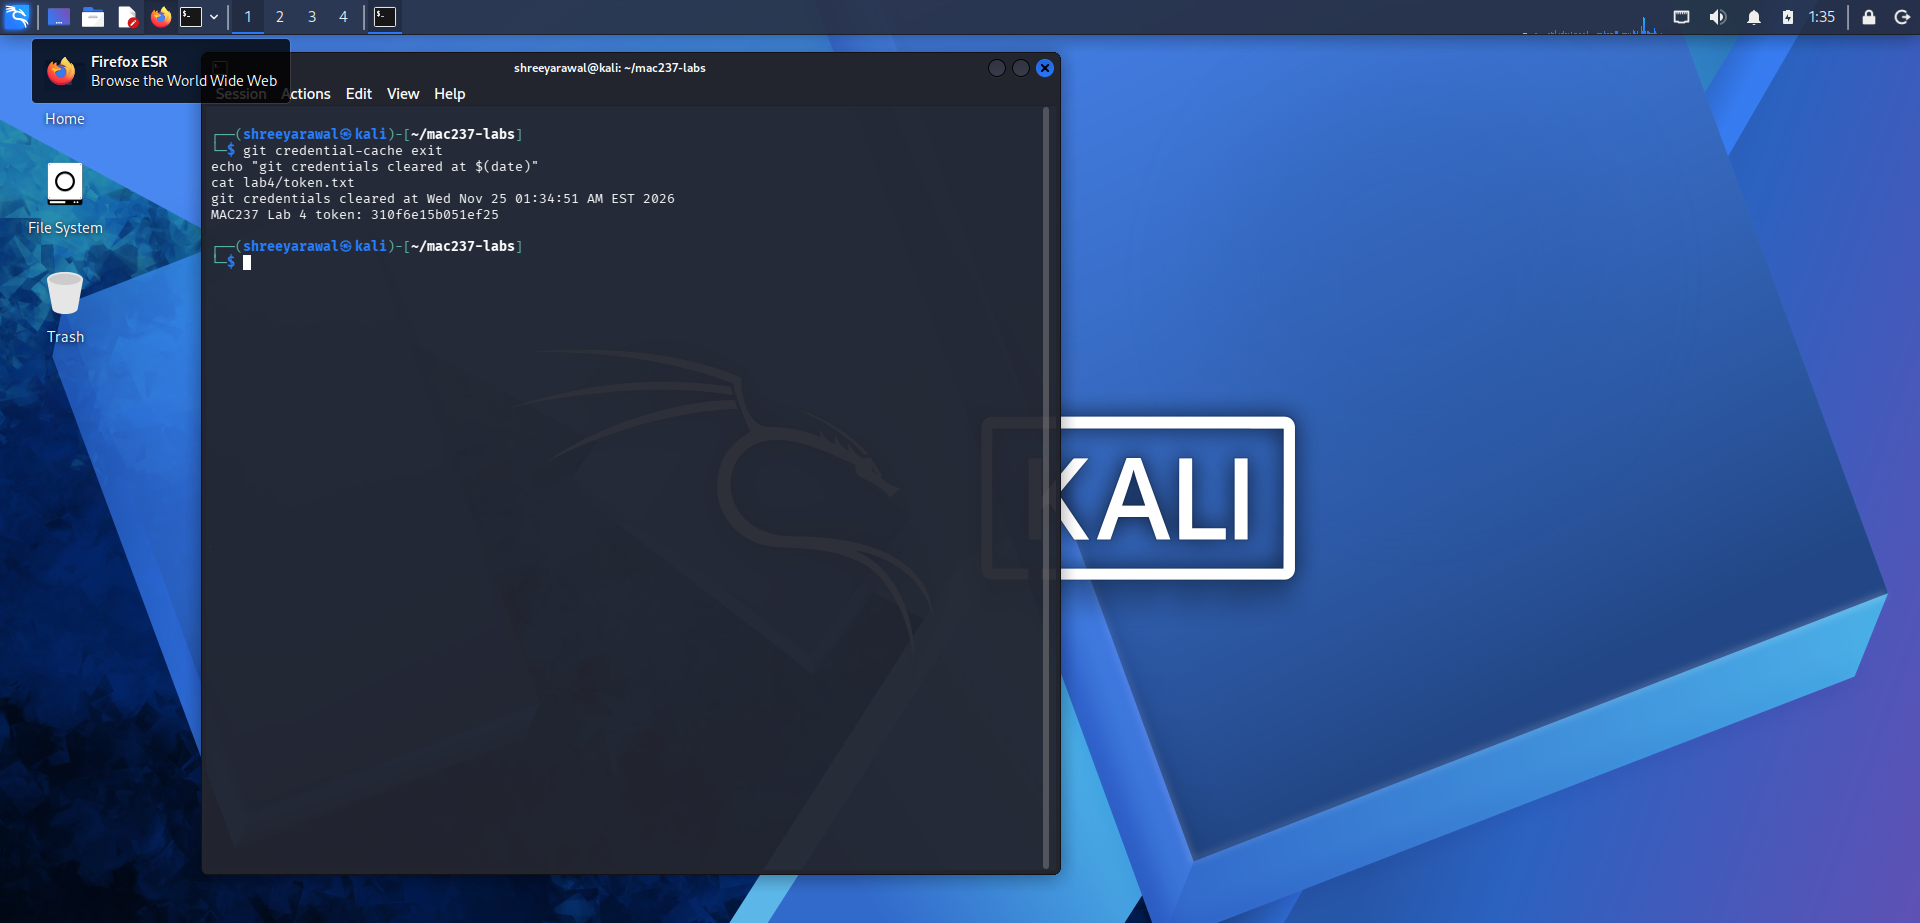 1 2 3 4
1:35
Firefox ESR
Browse the World Wide Web
shreeyarawal@kali: ~/mac237-labs
Session Actions Edit View Help
Home
File System
Trash
┌──(shreeyarawal㉿kali)-[~/mac237-labs]
└─$ git credential-cache exit
echo "git credentials cleared at $(date)"
cat lab4/token.txt
git credentials cleared at Wed Nov 25 01:34:51 AM EST 2026
MAC237 Lab 4 token: 310f6e15b051ef25
┌──(shreeyarawal㉿kali)-[~/mac237-labs]
└─$
KALI